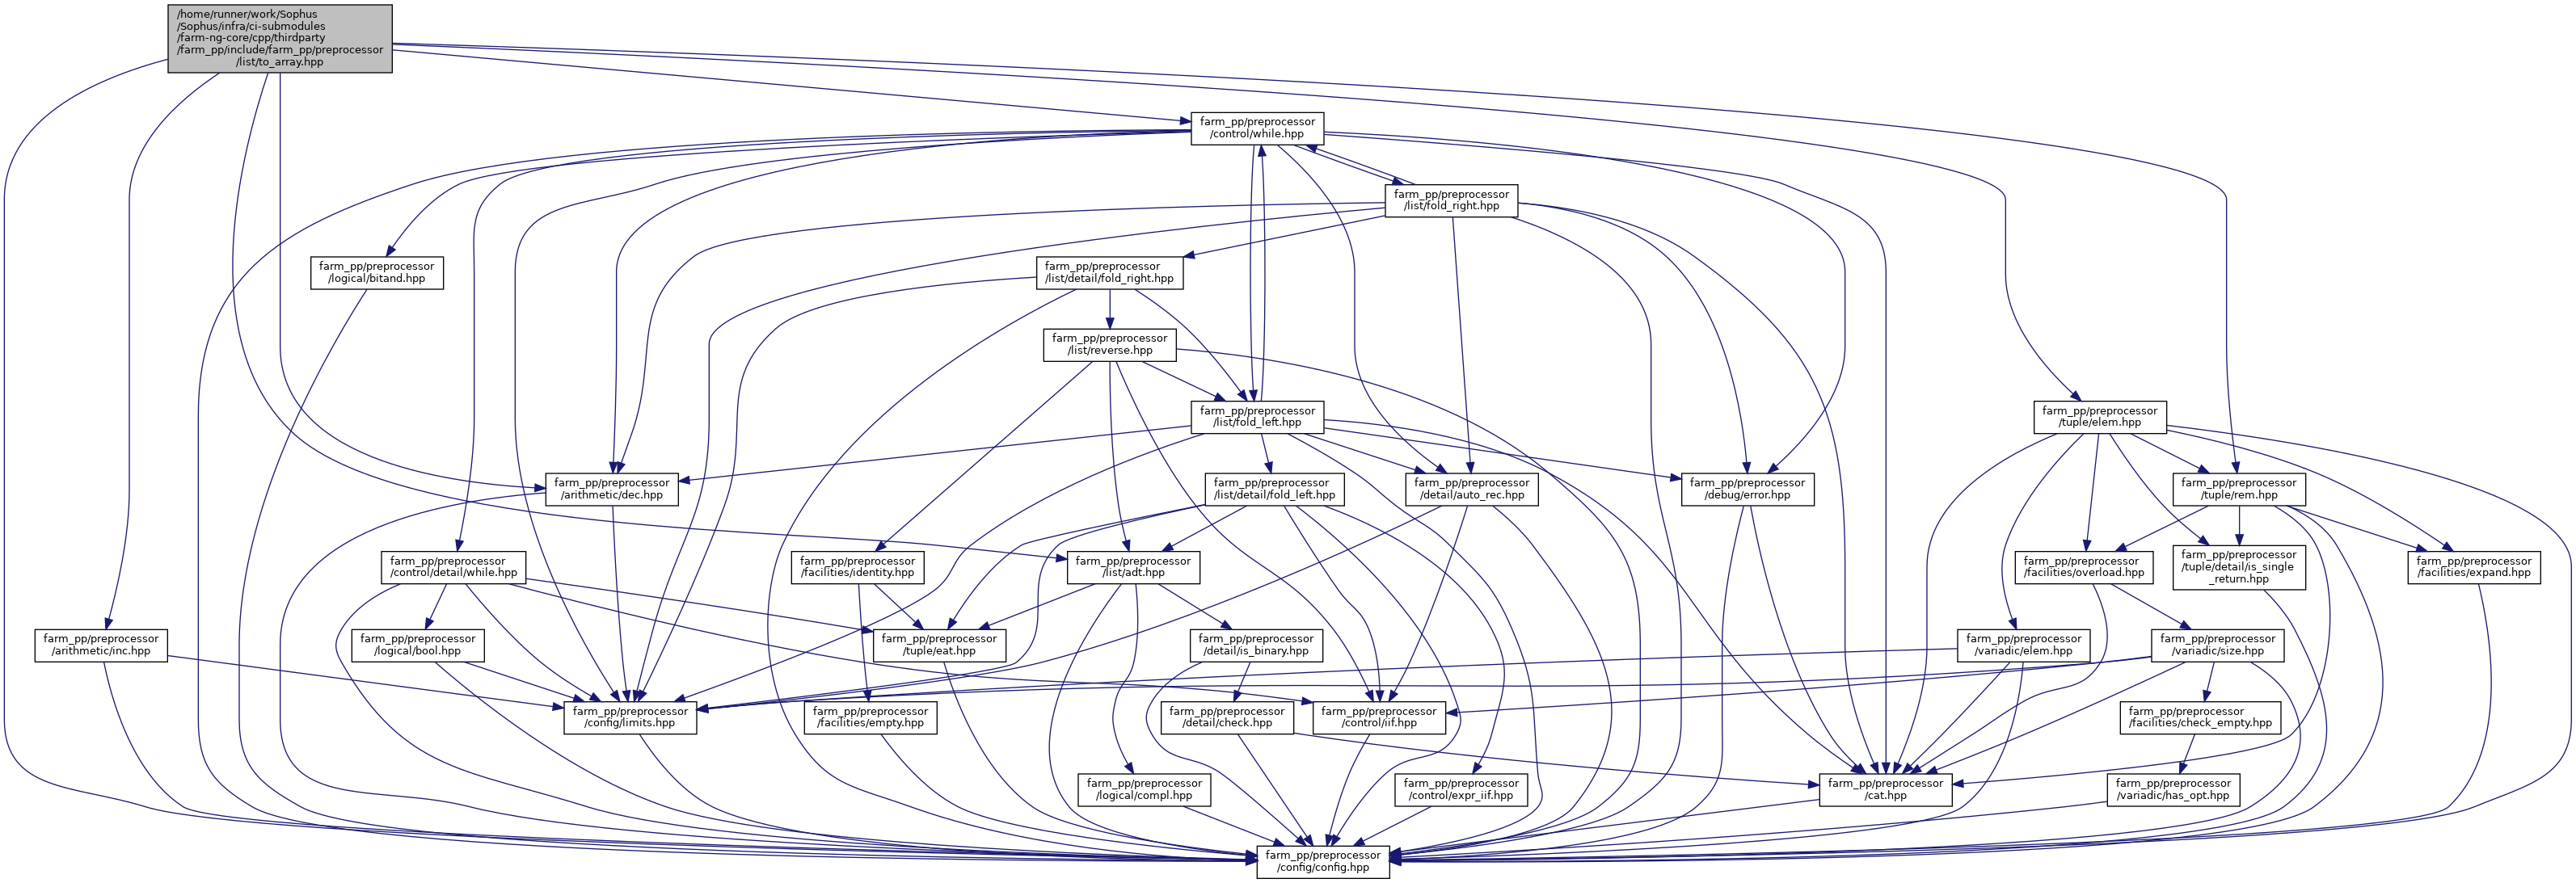 /home/runner/work/Sophus
/Sophus/infra/ci-submodules
/farm-ng-core/cpp/thirdparty
/farm_pp/include/farm_pp/preprocessor
/list/to_array.hpp
farm_pp/preprocessor
/control/while.hpp
farm_pp/preprocessor
/list/fold_right.hpp
farm_pp/preprocessor
/logical/bitand.hpp
farm_pp/preprocessor
/list/detail/fold_right.hpp
farm_pp/preprocessor
/list/reverse.hpp
farm_pp/preprocessor
/list/fold_left.hpp
farm_pp/preprocessor
/tuple/elem.hpp
farm_pp/preprocessor
/arithmetic/dec.hpp
farm_pp/preprocessor
/list/detail/fold_left.hpp
farm_pp/preprocessor
/detail/auto_rec.hpp
farm_pp/preprocessor
/debug/error.hpp
farm_pp/preprocessor
/tuple/rem.hpp
farm_pp/preprocessor
/control/detail/while.hpp
farm_pp/preprocessor
/facilities/identity.hpp
farm_pp/preprocessor
/list/adt.hpp
farm_pp/preprocessor
/facilities/overload.hpp
farm_pp/preprocessor
/tuple/detail/is_single
_return.hpp
farm_pp/preprocessor
/facilities/expand.hpp
farm_pp/preprocessor
/arithmetic/inc.hpp
farm_pp/preprocessor
/logical/bool.hpp
farm_pp/preprocessor
/tuple/eat.hpp
farm_pp/preprocessor
/detail/is_binary.hpp
farm_pp/preprocessor
/variadic/elem.hpp
farm_pp/preprocessor
/variadic/size.hpp
farm_pp/preprocessor
/config/limits.hpp
farm_pp/preprocessor
/facilities/empty.hpp
farm_pp/preprocessor
/detail/check.hpp
farm_pp/preprocessor
/control/iif.hpp
farm_pp/preprocessor
/facilities/check_empty.hpp
farm_pp/preprocessor
/logical/compl.hpp
farm_pp/preprocessor
/control/expr_iif.hpp
farm_pp/preprocessor
/cat.hpp
farm_pp/preprocessor
/variadic/has_opt.hpp
farm_pp/preprocessor
/config/config.hpp